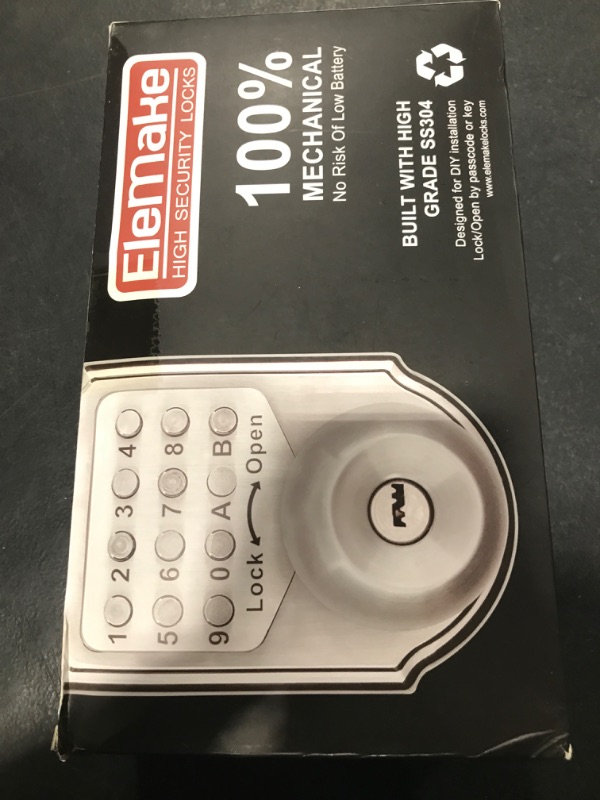 Elemake
HIGH SECURITY LOCKS
100%
MECHANICAL
No Risk Of Low Battery
BUILT WITH HIGH
GRADE SS304
Designed for DIY installation
Lock/Open by passcode or key
www.elemakelocks.com
1 2 3 4
5 6 7 8
9 0 A B
Lock Open